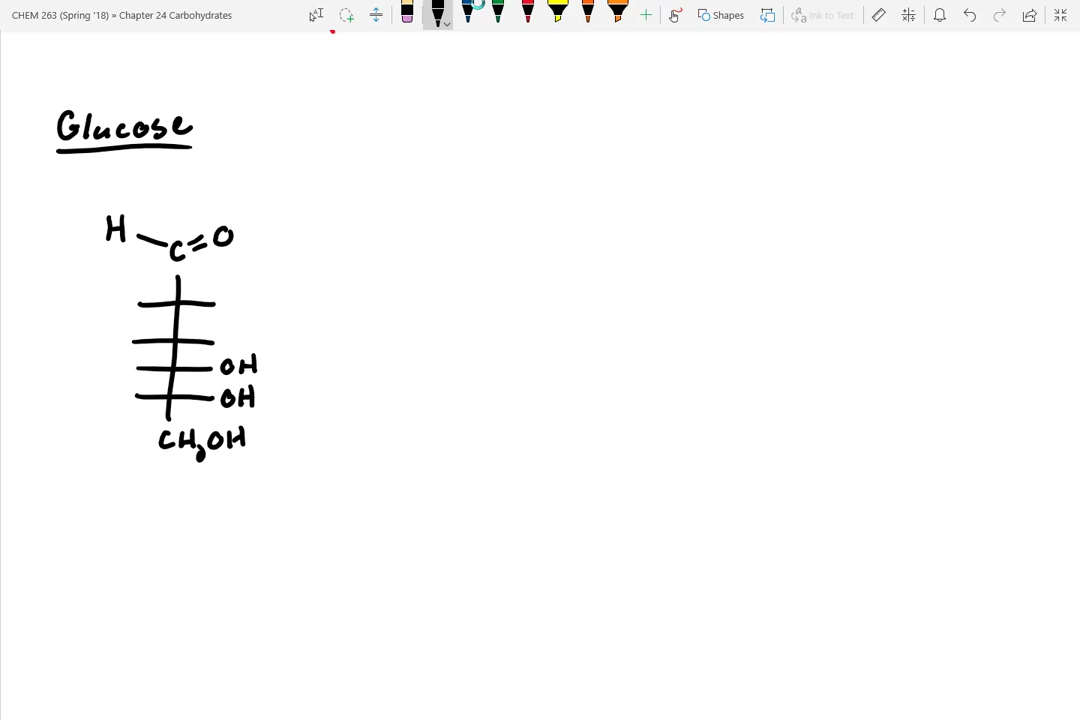 CHEM 263 (Spring '18) » Chapter 24 Carbohydrates
Shapes
Ink to Text
Glucose
H C=O
OH
OH
CH₂OH